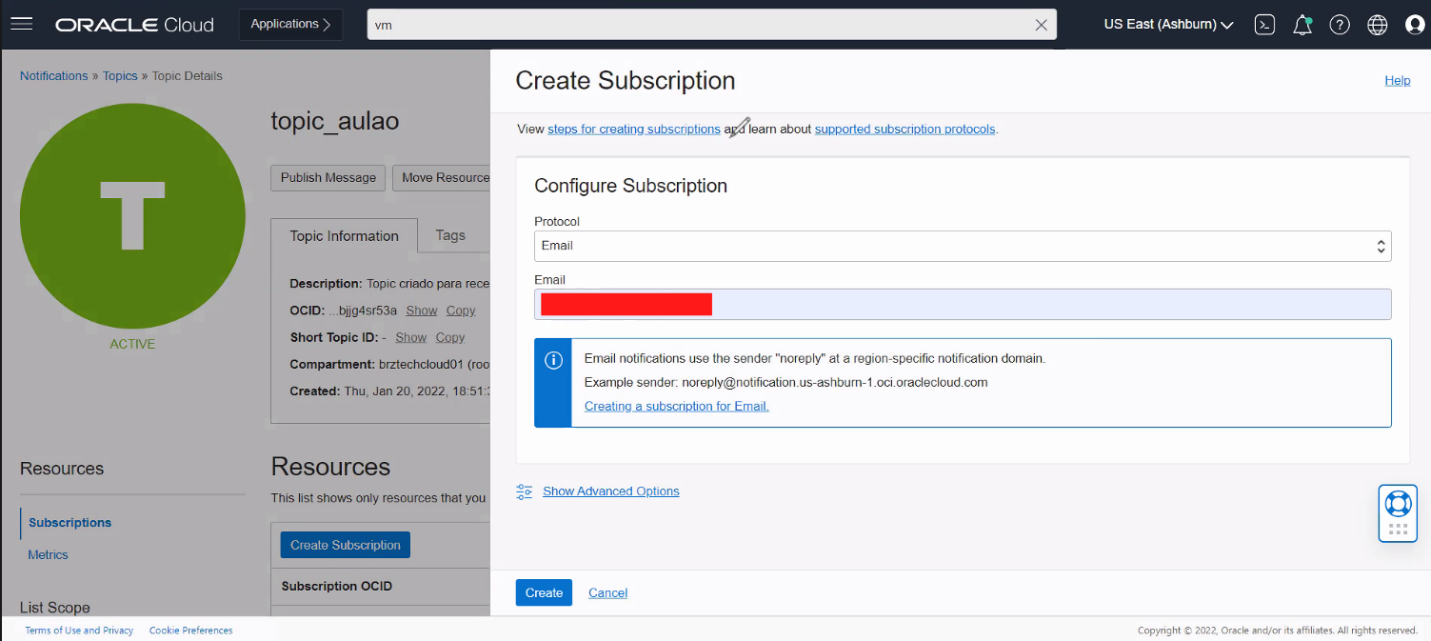 ORACLE Cloud
Applications
vm
US East (Ashburn)
Notifications » Topics » Topic Details
T
ACTIVE
topic_aulao
Publish Message
Move Resource
Topic Information
Tags
Description: Topic criado para rece
OCID: ...bjjg4sr53a Show Copy
Short Topic ID: - Show Copy
Compartment: brztechcloud01 (roo
Created: Thu, Jan 20, 2022, 18:51:
Resources
Subscriptions
Metrics
List Scope
Resources
This list shows only resources that you
Create Subscription
Subscription OCID
Create Subscription
Help
View steps for creating subscriptions and learn about supported subscription protocols.
Configure Subscription
Protocol
Email
Email
Email notifications use the sender "noreply" at a region-specific notification domain.
Example sender: noreply@notification.us-ashburn-1.oci.oraclecloud.com
Creating a subscription for Email.
Show Advanced Options
Create
Cancel
Terms of Use and Privacy Cookie Preferences
Copyright © 2022, Oracle and/or its affiliates. All rights reserved.